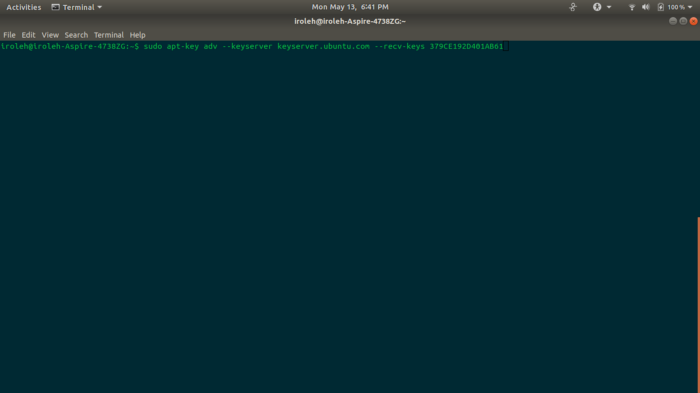 Activities Terminal Mon May 13, 6:41 PM 100 %
iroleh@iroleh-Aspire-4738ZG:~
File Edit View Search Terminal Help
iroleh@iroleh-Aspire-4738ZG:~$ sudo apt-key adv --keyserver keyserver.ubuntu.com --recv-keys 379CE192D401AB61